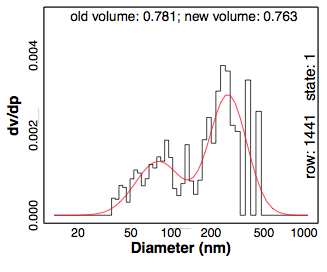 old volume: 0.781; new volume: 0.763
0.004
0.002
0.000
dv/dp
row: 1441 state: 1
20 50 100 200 500 1000
Diameter (nm)